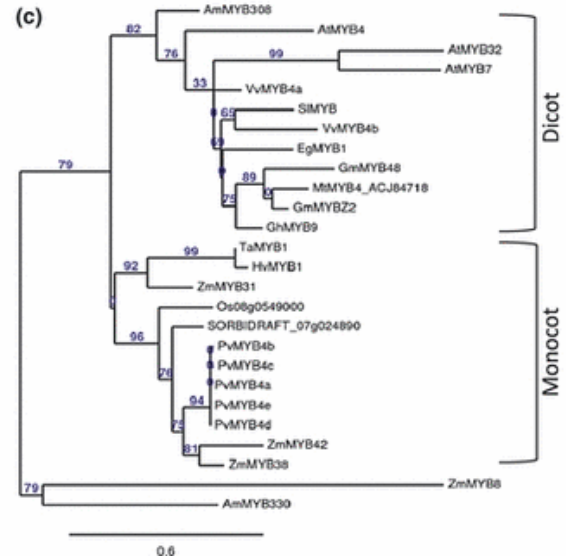 (c)
AmMYB308
82
AtMYB4
76
99
AtMYB32
AtMYB7
33
VvMYB4a
65
SlMYB
VvMYB4b
69
EgMYB1
89
GmMYB48
MtMYB4_ACJ84718
0
GmMYBZ2
75
GhMYB9
Dicot
79
TaMYB1
99
HvMYB1
92
ZmMYB31
Os08g0549000
96
SORBIDRAFT_07g024890
PvMYB4b
PvMYB4c
76
PvMYB4a
94
PvMYB4e
PvMYB4d
75
ZmMYB42
81
ZmMYB38
Monocot
ZmMYB8
79
AmMYB330
0.6